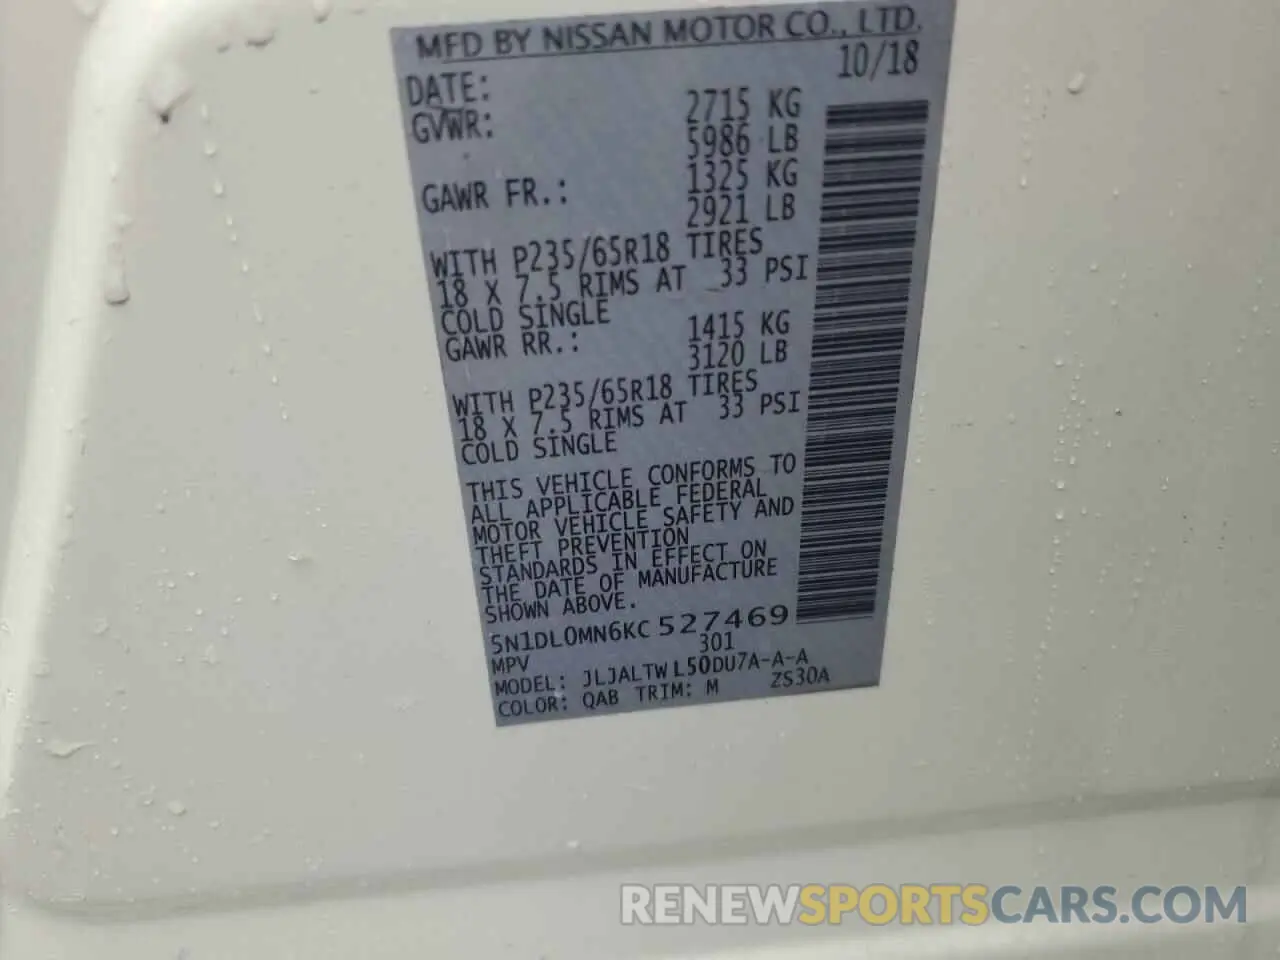 MFD BY NISSAN MOTOR CO., LTD.
DATE: 10/18
GVWR: 2715 KG
5986 LB
GAWR FR.: 1325 KG
2921 LB
WITH P235/65R18 TIRES
18 X 7.5 RIMS AT 33 PSI
COLD SINGLE
GAWR RR.: 1415 KG
3120 LB
WITH P235/65R18 TIRES
18 X 7.5 RIMS AT 33 PSI
COLD SINGLE
THIS VEHICLE CONFORMS TO
ALL APPLICABLE FEDERAL
MOTOR VEHICLE SAFETY AND
THEFT PREVENTION
STANDARDS IN EFFECT ON
THE DATE OF MANUFACTURE
SHOWN ABOVE.
5N1DL0MN6KC527469
MPV 301
MODEL: JLJALTWL50DU7A-A-A
COLOR: QAB TRIM: M ZS30A
RENEWSPORTSCARS.COM